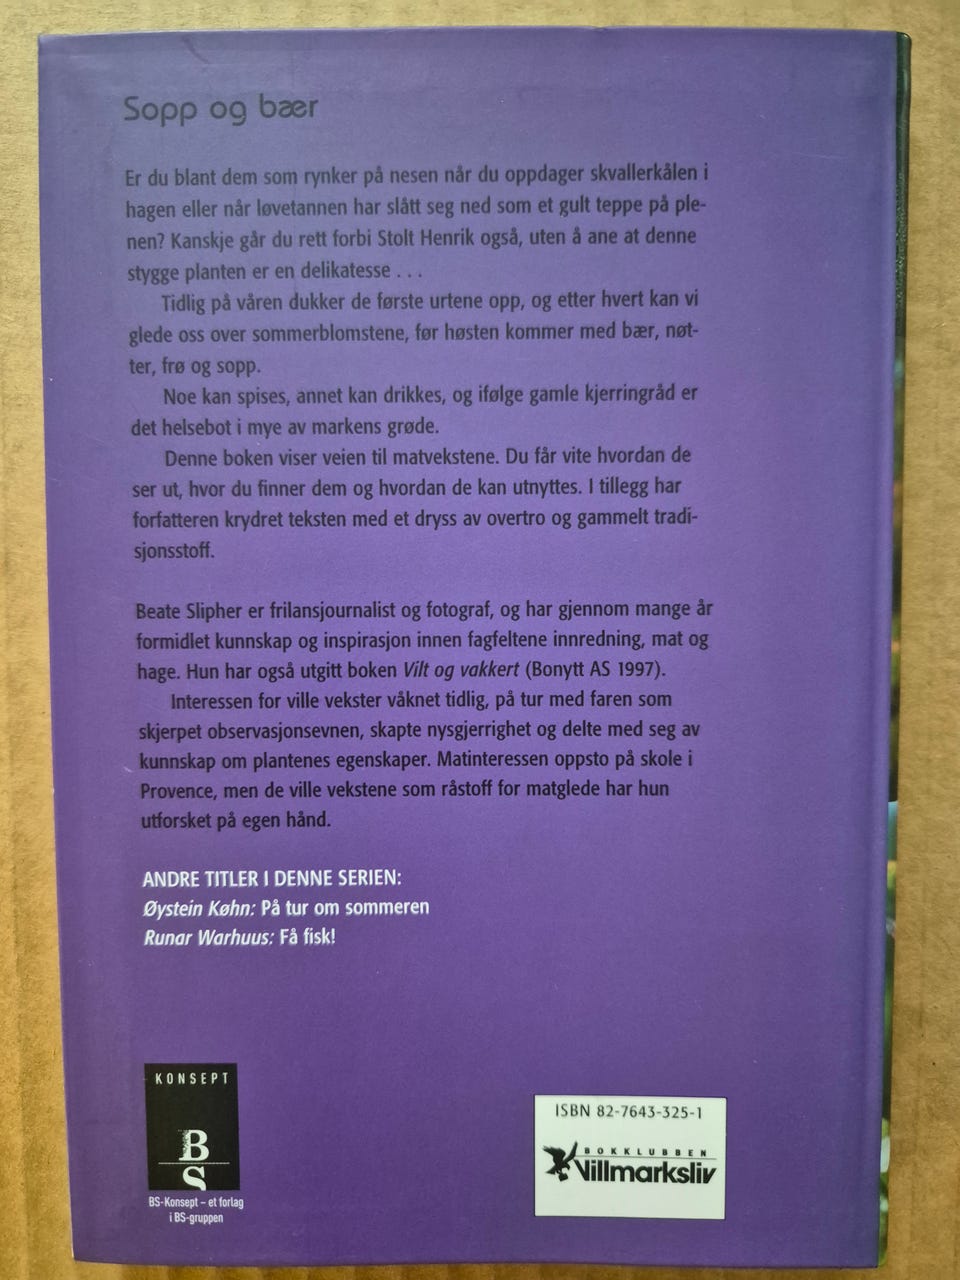 Sopp og bær
Er du blant dem som rynker på nesen når du oppdager skvallerkålen i
hagen eller når løvetannen har slått seg ned som et gult teppe på ple-
nen? Kanskje går du rett forbi Stolt Henrik også, uten å ane at denne
stygge planten er en delikatesse . . .
Tidlig på våren dukker de første urtene opp, og etter hvert kan vi
glede oss over sommerblomstene, før høsten kommer med bær, nøt-
ter, frø og sopp.
Noe kan spises, annet kan drikkes, og ifølge gamle kjerringråd er
det helsebot i mye av markens grøde.
Denne boken viser veien til matvekstene. Du får vite hvordan de
ser ut, hvor du finner dem og hvordan de kan utnyttes. I tillegg har
forfatteren krydret teksten med et dryss av overtro og gammelt tradi-
sjonsstoff.
Beate Slipher er frilansjournalist og fotograf, og har gjennom mange år
formidlet kunnskap og inspirasjon innen fagfeltene innredning, mat og
hage. Hun har også utgitt boken Vilt og vakkert (Bonytt AS 1997).
Interessen for ville vekster våknet tidlig, på tur med faren som
skjerpet observasjonsevnen, skapte nysgjerrighet og delte med seg av
kunnskap om plantenes egenskaper. Matinteressen oppsto på skole i
Provence, men de ville vekstene som råstoff for matglede har hun
utforsket på egen hånd.
ANDRE TITLER I DENNE SERIEN:
Øystein Køhn: På tur om sommeren
Runar Warhuus: Få fisk!
KONSEPT
B
S
BS-Konsept – et forlag
i BS-gruppen
ISBN 82-7643-325-1
BOKKLUBBEN
Villmarksliv